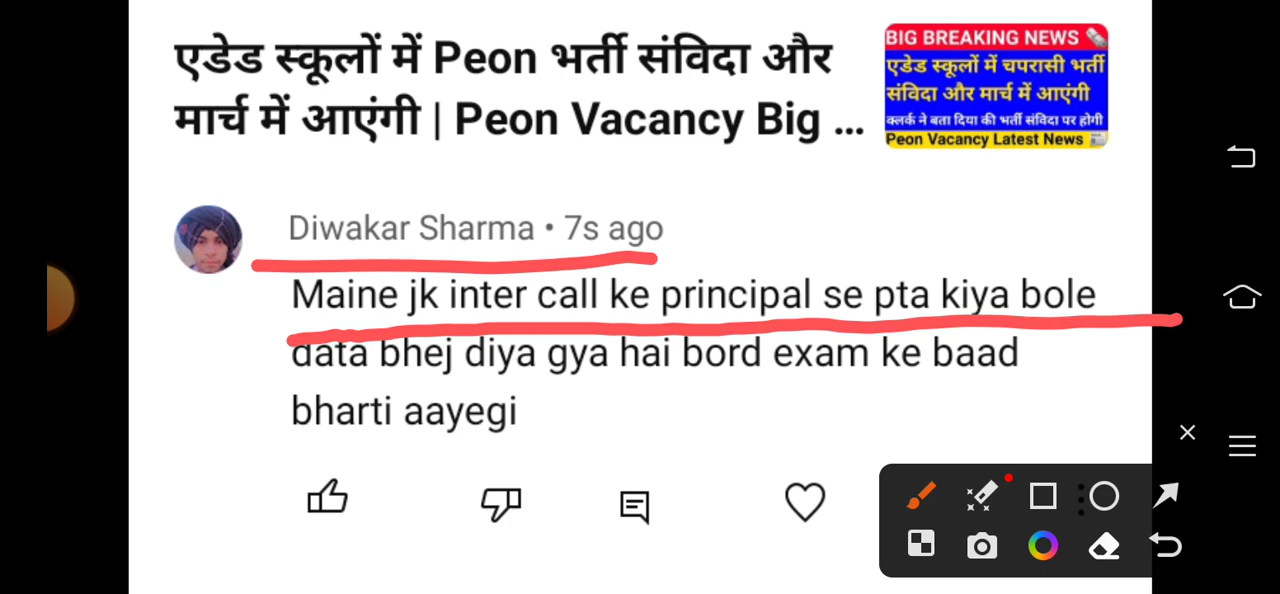 एडेड स्कूलों में Peon भर्ती संविदा और
मार्च में आएंगी | Peon Vacancy Big ...
BIG BREAKING NEWS
एडेड स्कूलों में चपरासी भर्ती
संविदा और मार्च में आएंगी
क्लर्क ने बता दिया की भर्ती संविदा पर होगी
Peon Vacancy Latest News
Diwakar Sharma • 7s ago
Maine jk inter call ke principal se pta kiya bole
data bhej diya gya hai bord exam ke baad
bharti aayegi